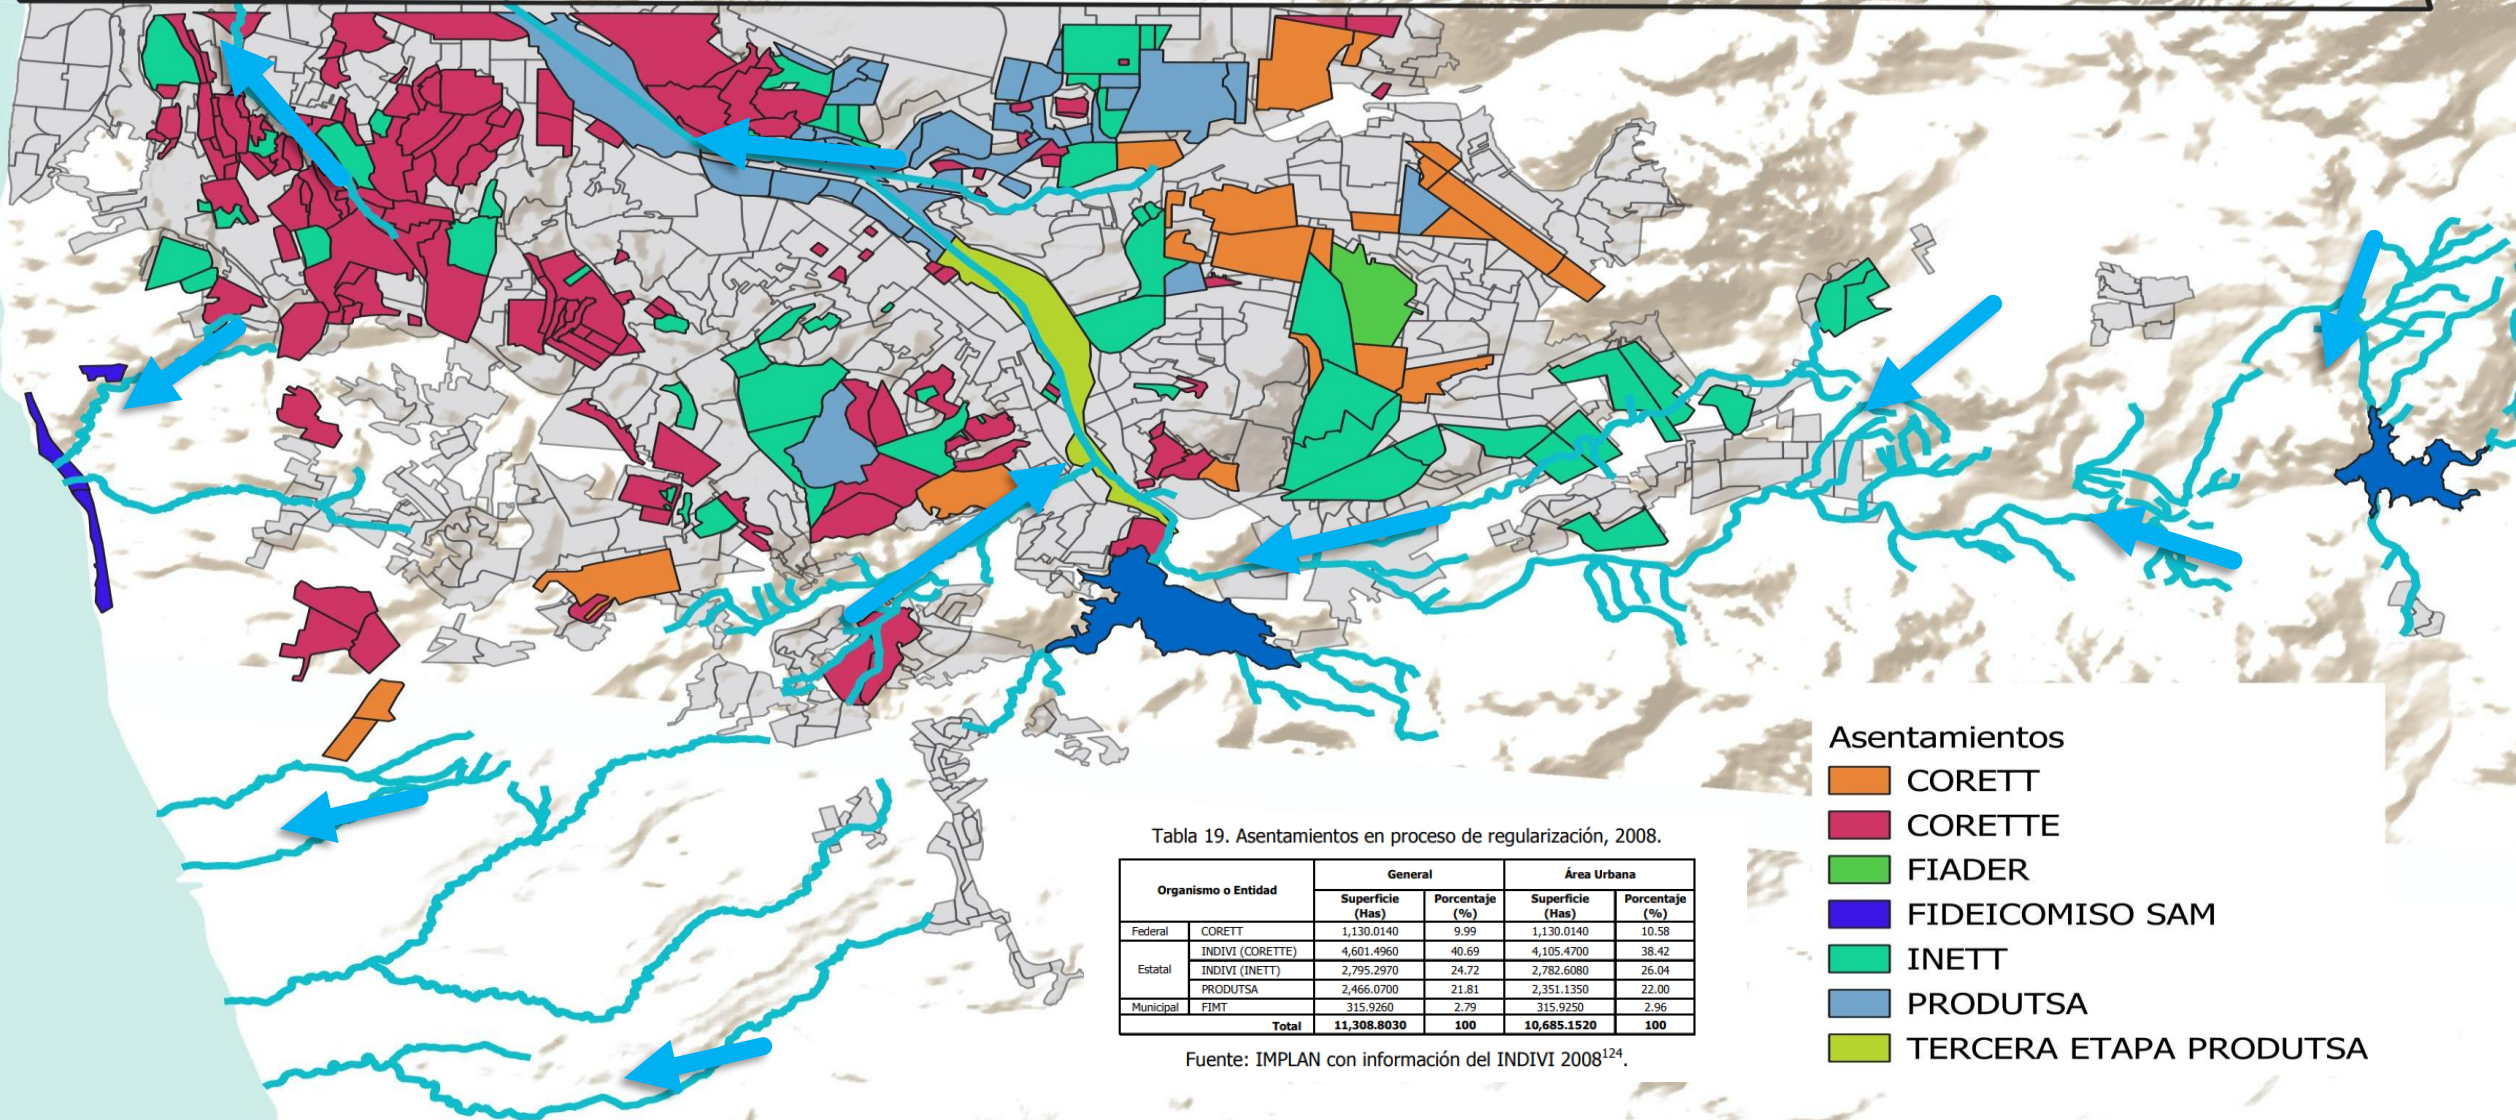 Asentamientos
CORETT
CORETTE
FIADER
FIDEICOMISO SAM
INETT
PRODUTSA
TERCERA ETAPA PRODUTSA
Tabla 19. Asentamientos en proceso de regularización, 2008.
Organismo o Entidad General Área Urbana
Superficie (Has) Porcentaje (%) Superficie (Has) Porcentaje (%)
Federal CORETT 1,130.0140 9.99 1,130.0140 10.58
Estatal INDIVI (CORETTE) 4,601.4960 40.69 4,105.4700 38.42
INDIVI (INETT) 2,795.2970 24.72 2,782.6080 26.04
PRODUTSA 2,466.0700 21.81 2,351.1350 22.00
Municipal FIMT 315.9260 2.79 315.9250 2.96
Total 11,308.8030 100 10,685.1520 100
Fuente: IMPLAN con información del INDIVI 2008124.